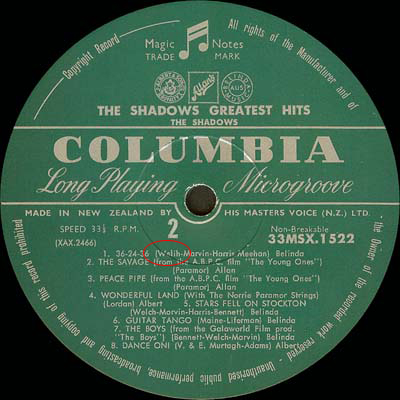 Magic Notes
TRADE MARK
Copyright Record
All rights of the Manufacturer and of
the Owner of the recorded work reserved
Unauthorised public performance, broadcasting and copying of this record prohibited
AUS
THE SHADOWS GREATEST HITS
THE SHADOWS
COLUMBIA
Long Playing Microgroove
MADE IN NEW ZEALAND BY HIS MASTERS VOICE (N.Z.) LTD.
SPEED 33⅓ R.P.M. 2 Non-Breakable
(XAX.2466) 33MSX.1522
1. 36-24-36 (Welih-Marvin-Harris-Meehan) Belinda
2. THE SAVAGE (from the A.B.P.C. film "The Young Ones")
(Paramor) Allan
3. PEACE PIPE (from the A.B.P.C. film "The Young Ones")
(Paramor) Allan
4. WONDERFUL LAND (With The Norrie Paramor Strings)
(Lordan) Albert 5. STARS FELL ON STOCKTON
(Welch-Marvin-Harris-Bennett) Belinda
6. GUITAR TANGO (Maine-Liferman) Belinda
7. THE BOYS (from the Galaworld Film prod.
"The Boys") (Bennett-Welch-Marvin) Belinda
8. DANCE ON! (V. & E. Murtagh-Adams) Albert